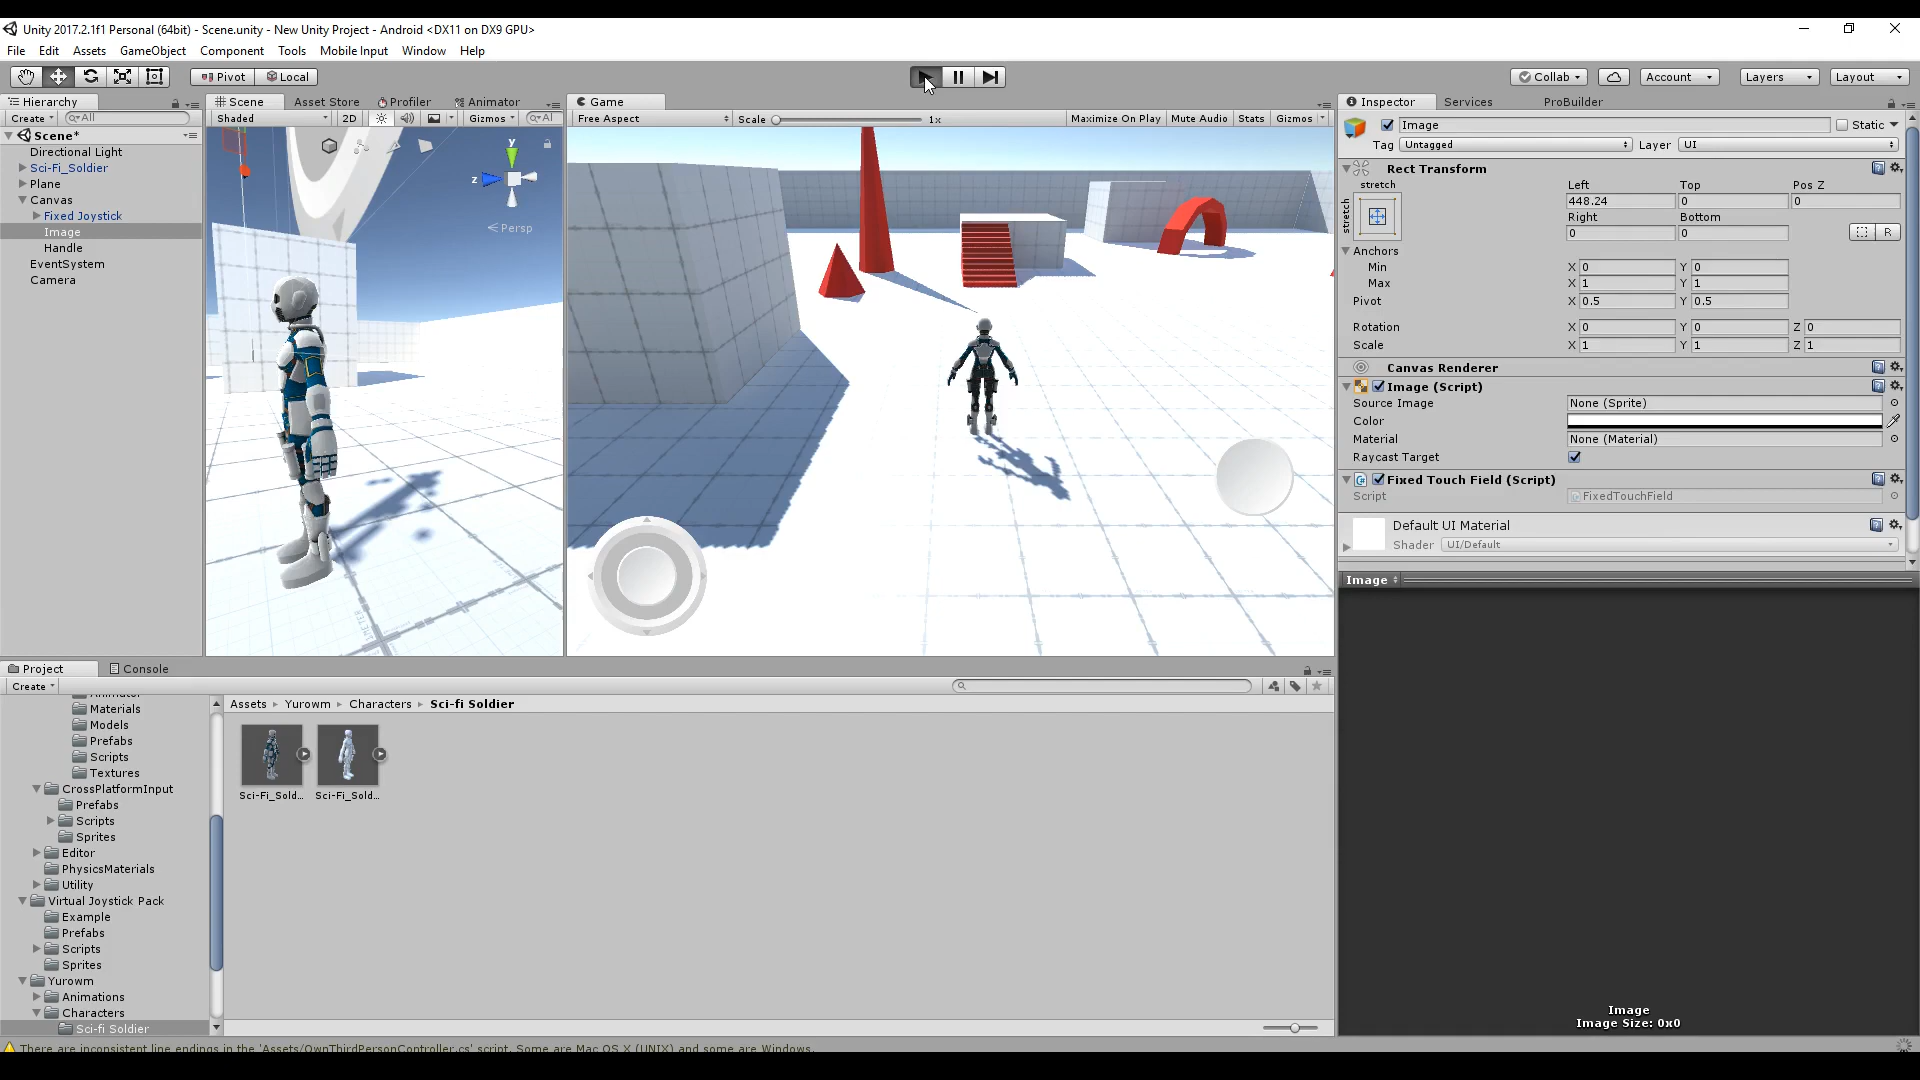 Unity 2017.2.1f1 Personal (64bit) - Scene.unity - New Unity Project - Android <DX11 on DX9 GPU>
File Edit Assets GameObject Component Tools Mobile Input Window Help
Pivot Local Collab Account Layers Layout
Hierarchy
Create All
Scene*
Directional Light
Sci-Fi_Soldier
Plane
Canvas
Fixed Joystick
Image
Handle
EventSystem
Camera
Scene Asset Store Profiler Animator
Shaded 2D Gizmos Al
y
z
Persp
Game
Free Aspect Scale 1x Maximize On Play Mute Audio Stats Gizmos
Inspector Services ProBuilder
Image Static
Tag Untagged Layer UI
Rect Transform
stretch
stretch
Left Top Pos Z
448.24 0 0
Right Bottom
0 0 R
Anchors
Min X 0 Y 0
Max X 1 Y 1
Pivot X 0.5 Y 0.5
Rotation X 0 Y 0 Z 0
Scale X 1 Y 1 Z 1
Canvas Renderer
Image (Script)
Source Image None (Sprite)
Color
Material None (Material)
Raycast Target
Fixed Touch Field (Script)
Script FixedTouchField
Default UI Material
Shader UI/Default
Image
Image
Image Size: 0x0
Project Console
Create
Animator
Materials
Models
Prefabs
Scripts
Textures
CrossPlatformInput
Prefabs
Scripts
Sprites
Editor
PhysicsMaterials
Utility
Virtual Joystick Pack
Example
Prefabs
Scripts
Sprites
Yurowm
Animations
Characters
Sci-fi Soldier
Assets Yurowm Characters Sci-fi Soldier
Sci-Fi_Sold... Sci-Fi_Sold...
There are inconsistent line endings in the 'Assets/OwnThirdPersonController.cs' script. Some are Mac OS X (UNIX) and some are Windows.